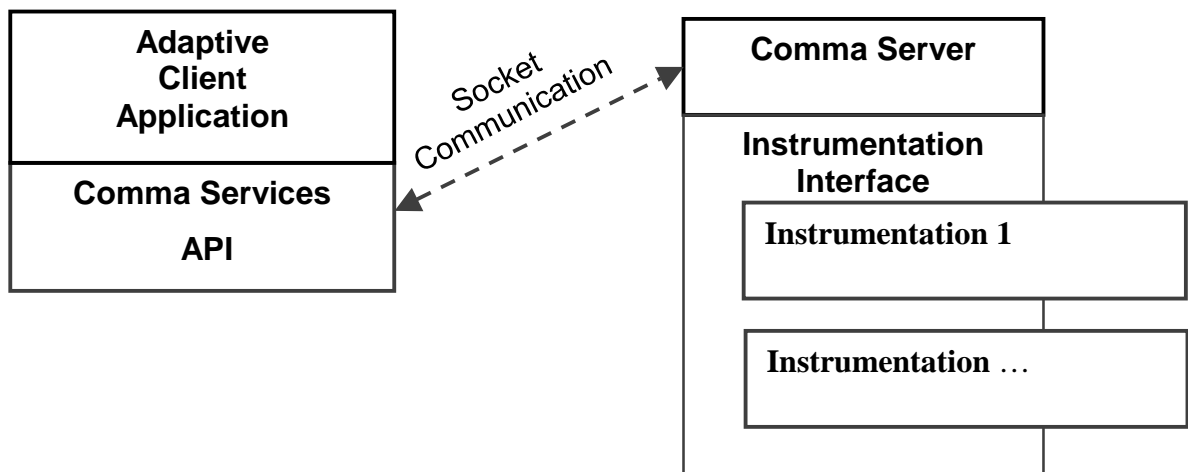 Adaptive
Client
Application
Comma Services
API
Socket
Communication
Comma Server
Instrumentation
Interface
Instrumentation 1
Instrumentation …